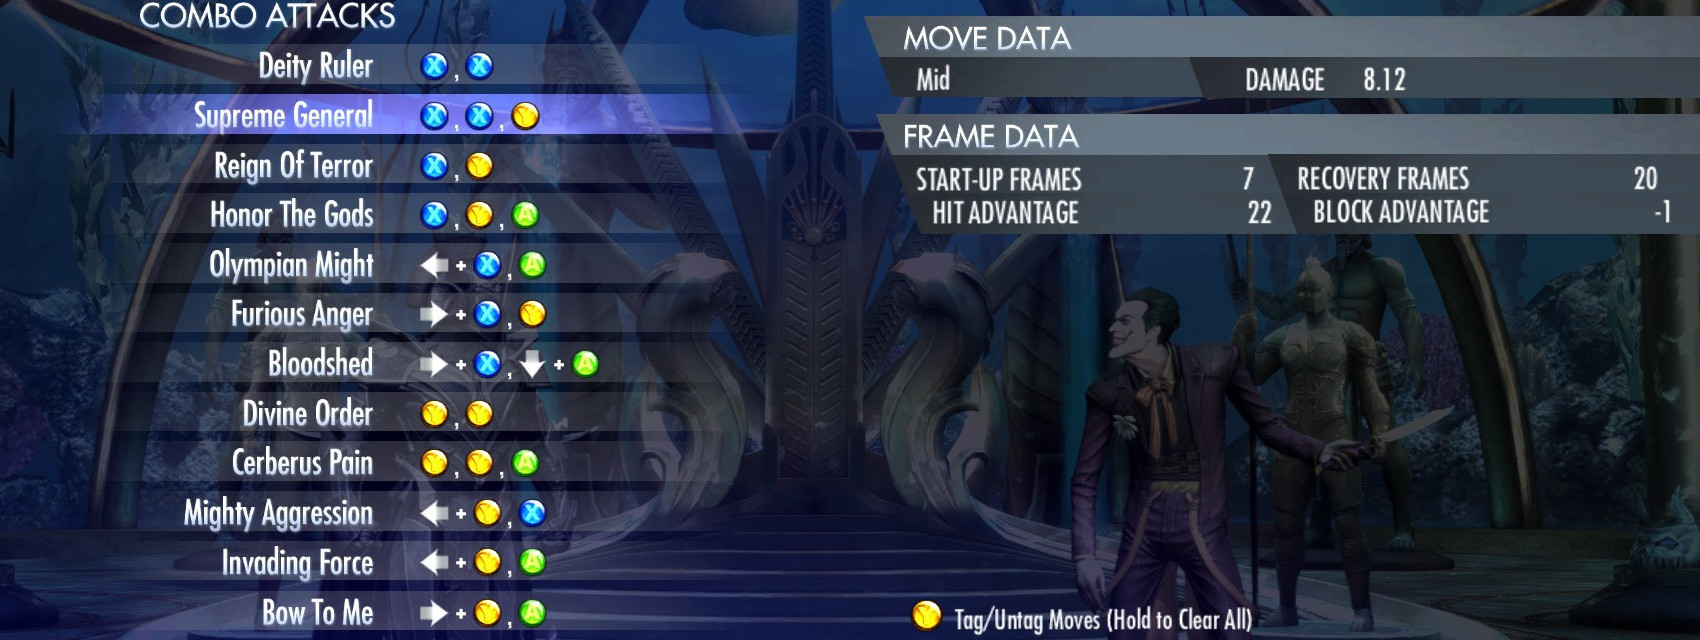 COMBO ATTACKS
Deity Ruler X , X
Supreme General X , X , Y
Reign Of Terror X , Y
Honor The Gods X , Y , A
Olympian Might + X , A
Furious Anger + X , Y
Bloodshed + X , + A
Divine Order Y , Y
Cerberus Pain Y , Y , A
Mighty Aggression + Y , X
Invading Force + Y , A
Bow To Me + Y , A
MOVE DATA
Mid DAMAGE 8.12
FRAME DATA
START-UP FRAMES 7 RECOVERY FRAMES 20
HIT ADVANTAGE 22 BLOCK ADVANTAGE -1
Y Tag/Untag Moves (Hold to Clear All)